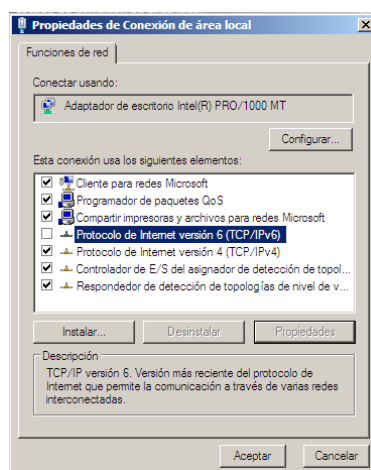 Propiedades de Conexión de área local
Funciones de red
Conectar usando:
Adaptador de escritorio Intel(R) PRO/1000 MT
Configurar...
Esta conexión usa los siguientes elementos:
Cliente para redes Microsoft
Programador de paquetes QoS
Compartir impresoras y archivos para redes Microsoft
Protocolo de Internet versión 6 (TCP/IPv6)
Protocolo de Internet versión 4 (TCP/IPv4)
Controlador de E/S del asignador de detección de topol...
Respondedor de detección de topologías de nivel de v...
Instalar...
Desinstalar
Propiedades
Descripción
TCP/IP versión 6. Versión más reciente del protocolo de
Internet que permite la comunicación a través de varias redes
interconectadas.
Aceptar
Cancelar